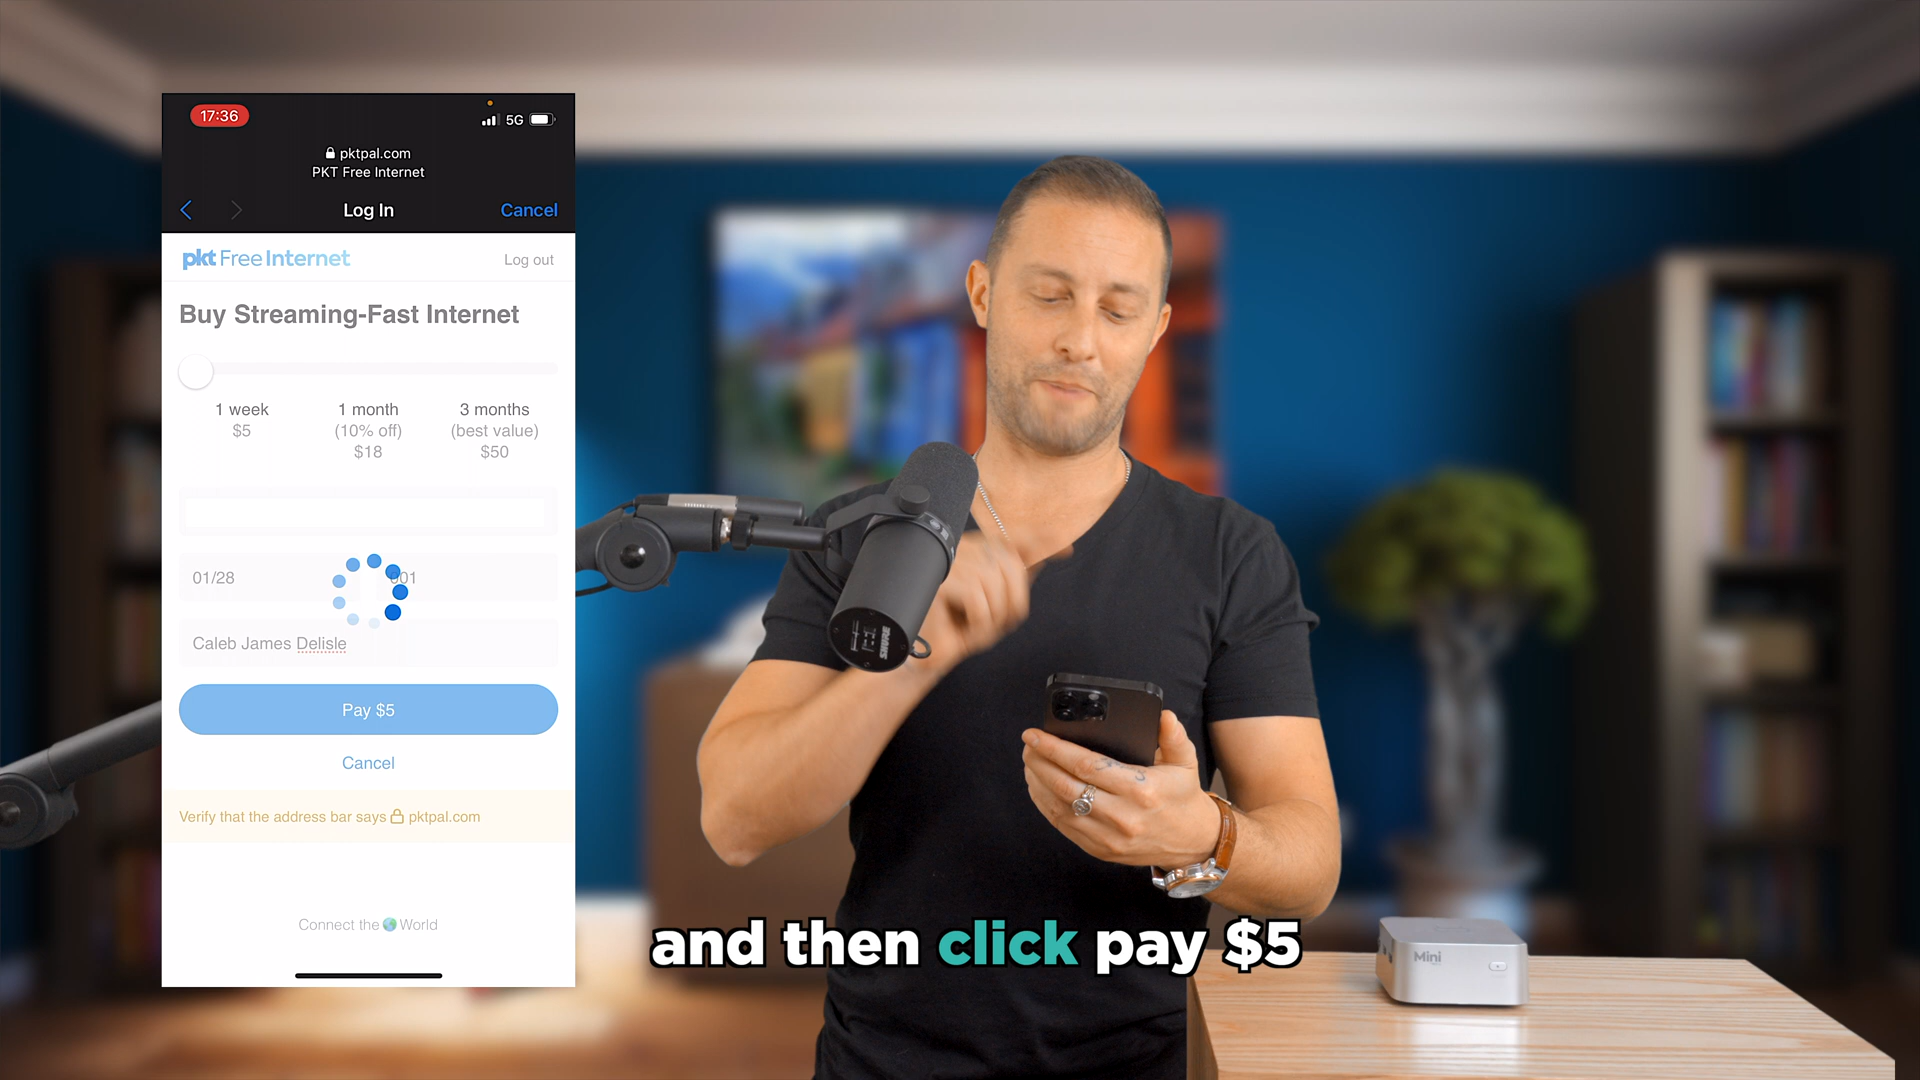 17:36
5G
pktpal.com
PKT Free Internet
Log In
Cancel
pkt Free Internet
Log out
Buy Streaming-Fast Internet
1 week
$5
1 month
(10% off)
$18
3 months
(best value)
$50
01/28
001
Caleb James Delisle
Pay $5
Cancel
Verify that the address bar says pktpal.com
Connect the World
SHURE
and then click pay $5
Mini